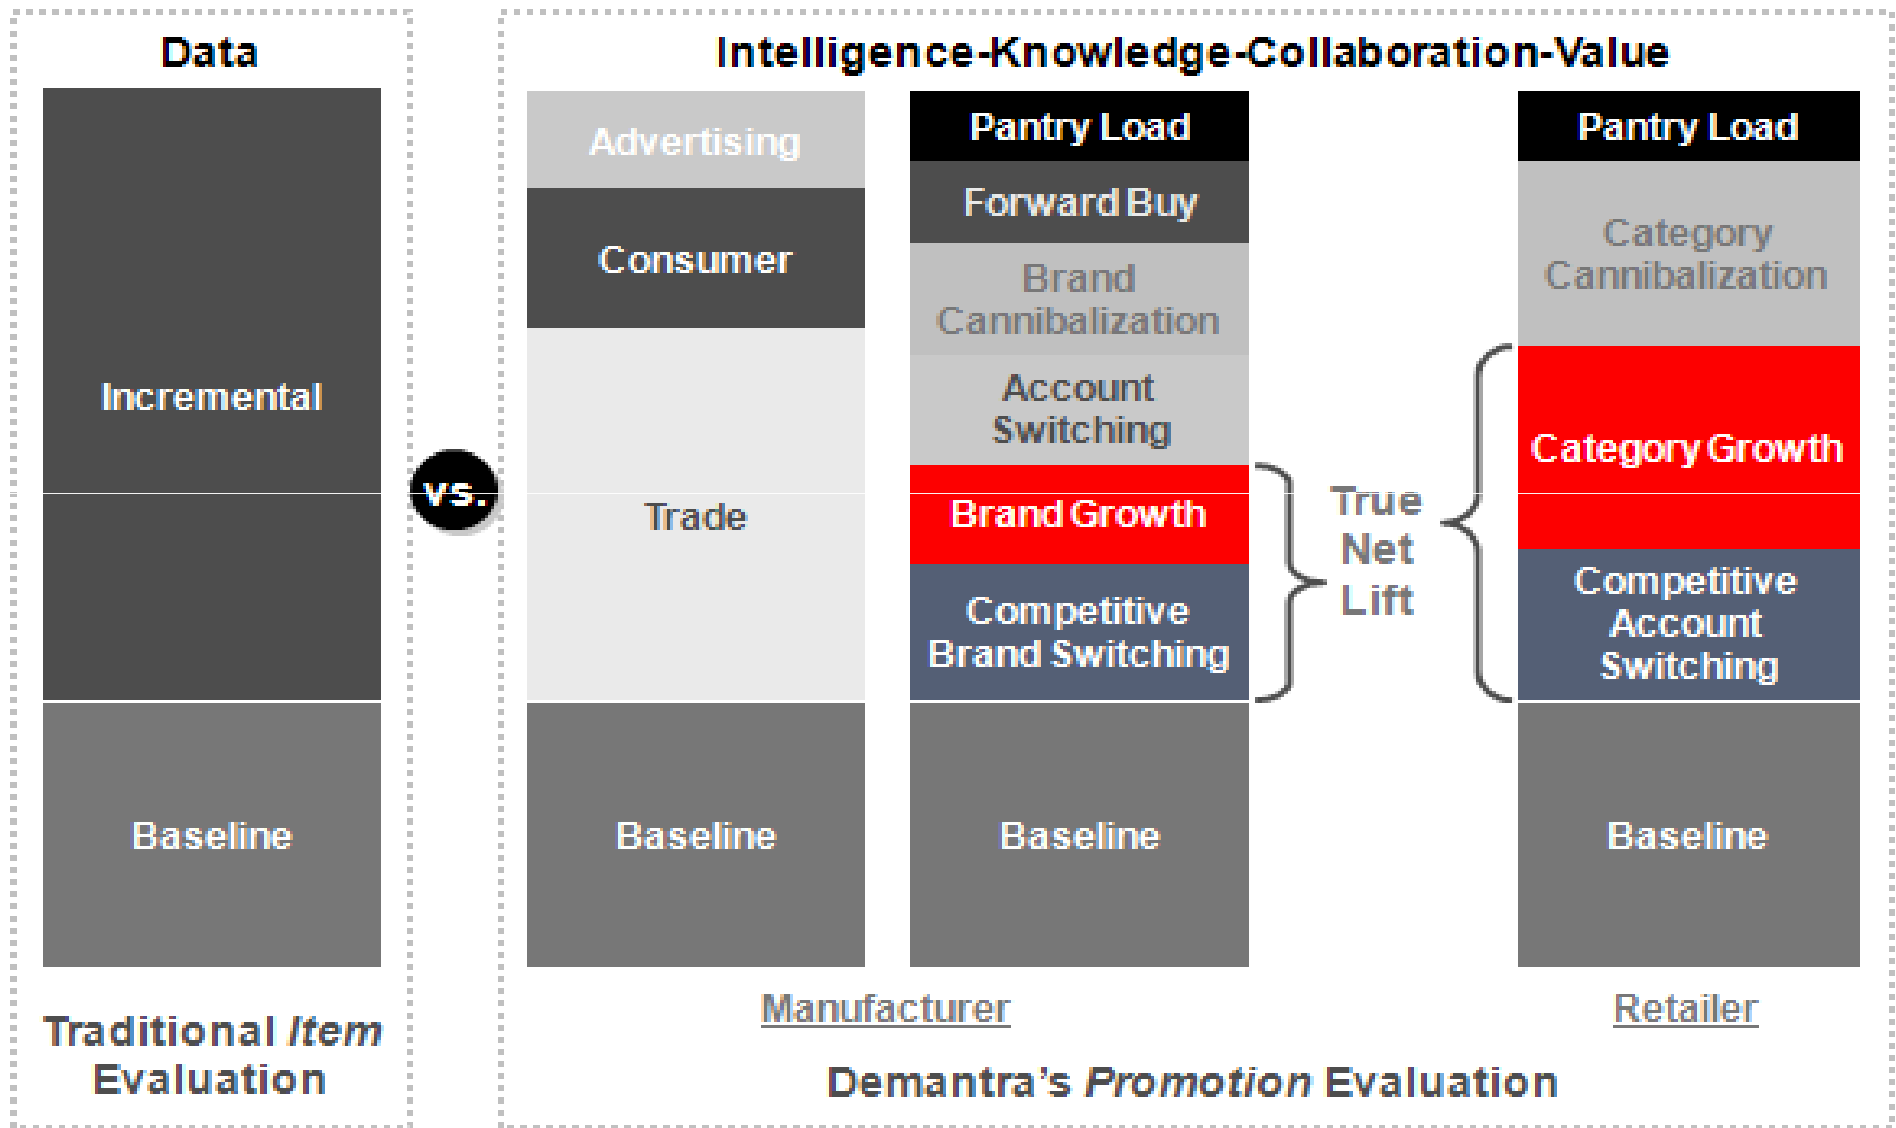 Data
Incremental
Baseline
Traditional Item
Evaluation
vs.
Intelligence-Knowledge-Collaboration-Value
Advertising
Consumer
Trade
Baseline
Pantry Load
Forward Buy
Brand
Cannibalization
Account
Switching
Brand Growth
Competitive
Brand Switching
Baseline
Manufacturer
True
Net
Lift
Pantry Load
Category
Cannibalization
Category Growth
Competitive
Account
Switching
Baseline
Retailer
Demantra's Promotion Evaluation